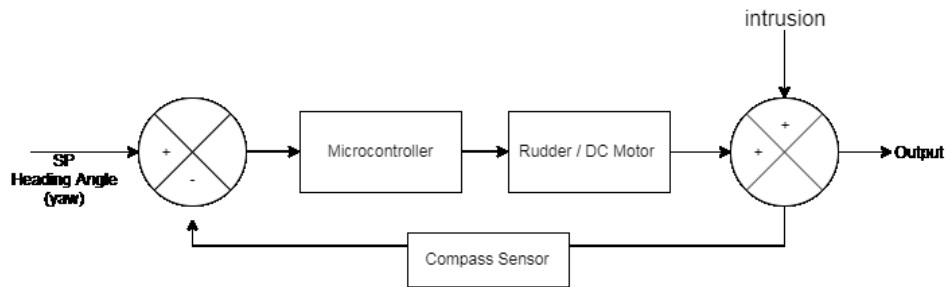 intrusion
+
+
+
-
Microcontroller
Rudder / DC Motor
SP
Heading Angle
(yaw)
Output
Compass Sensor